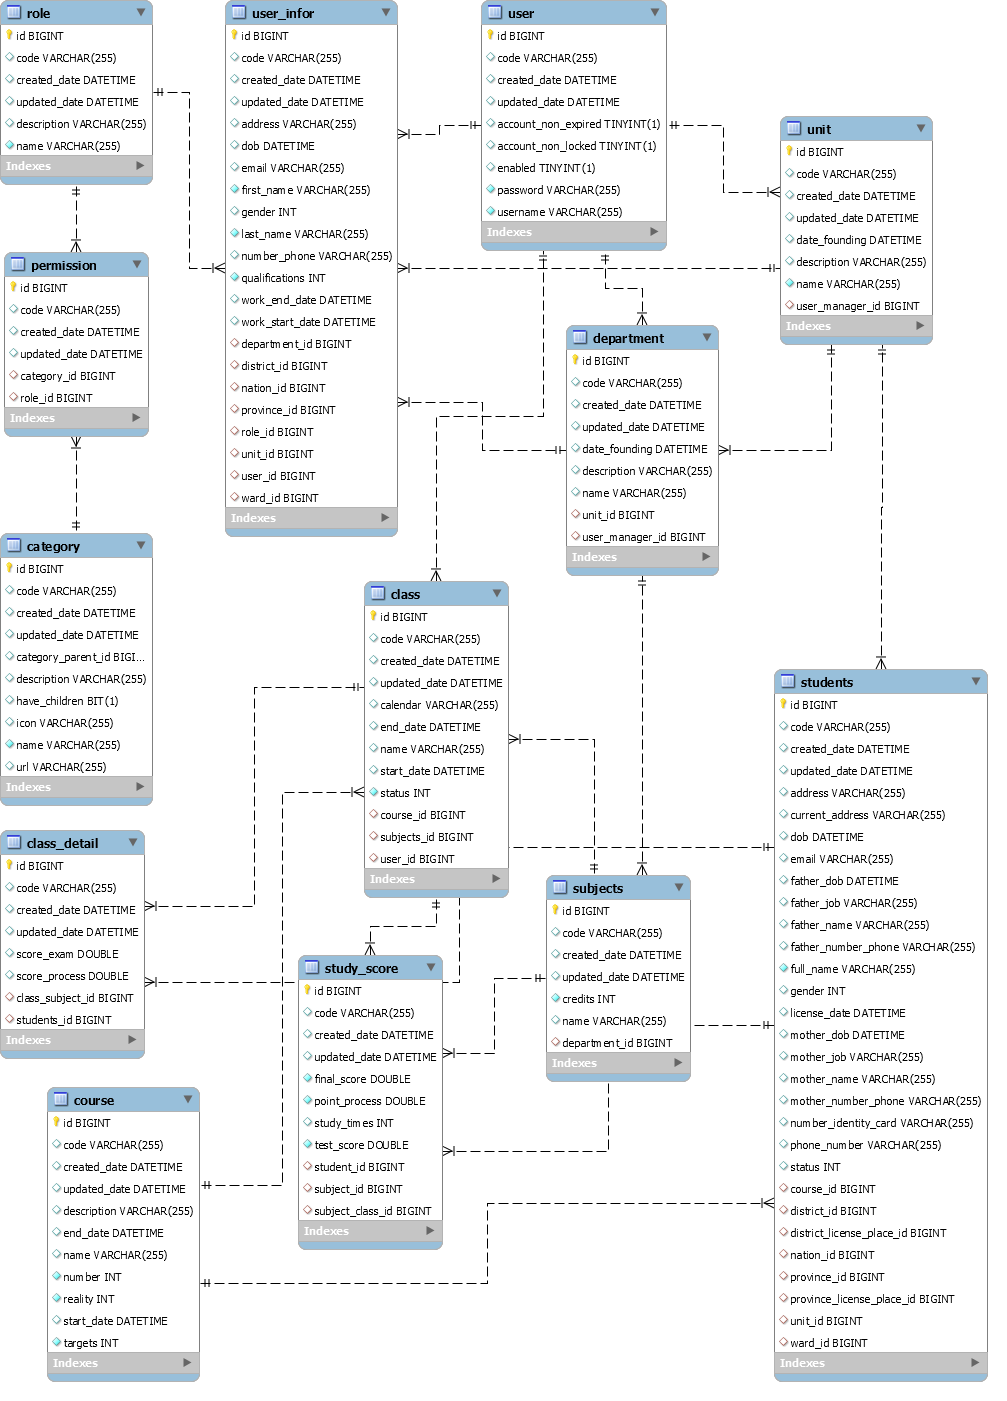 role
id BIGINT
code VARCHAR(255)
created_date DATETIME
updated_date DATETIME
description VARCHAR(255)
name VARCHAR(255)
Indexes
user_infor
id BIGINT
code VARCHAR(255)
created_date DATETIME
updated_date DATETIME
address VARCHAR(255)
dob DATETIME
email VARCHAR(255)
first_name VARCHAR(255)
gender INT
last_name VARCHAR(255)
number_phone VARCHAR(255)
qualifications INT
work_end_date DATETIME
work_start_date DATETIME
department_id BIGINT
district_id BIGINT
nation_id BIGINT
province_id BIGINT
role_id BIGINT
unit_id BIGINT
user_id BIGINT
ward_id BIGINT
Indexes
user
id BIGINT
code VARCHAR(255)
created_date DATETIME
updated_date DATETIME
account_non_expired TINYINT(1)
account_non_locked TINYINT(1)
enabled TINYINT(1)
password VARCHAR(255)
username VARCHAR(255)
Indexes
unit
id BIGINT
code VARCHAR(255)
created_date DATETIME
updated_date DATETIME
date_founding DATETIME
description VARCHAR(255)
name VARCHAR(255)
user_manager_id BIGINT
Indexes
permission
id BIGINT
code VARCHAR(255)
created_date DATETIME
updated_date DATETIME
category_id BIGINT
role_id BIGINT
Indexes
department
id BIGINT
code VARCHAR(255)
created_date DATETIME
updated_date DATETIME
date_founding DATETIME
description VARCHAR(255)
name VARCHAR(255)
unit_id BIGINT
user_manager_id BIGINT
Indexes
category
id BIGINT
code VARCHAR(255)
created_date DATETIME
updated_date DATETIME
category_parent_id BIGI...
description VARCHAR(255)
have_children BIT(1)
icon VARCHAR(255)
name VARCHAR(255)
url VARCHAR(255)
Indexes
class
id BIGINT
code VARCHAR(255)
created_date DATETIME
updated_date DATETIME
calendar VARCHAR(255)
end_date DATETIME
name VARCHAR(255)
start_date DATETIME
status INT
course_id BIGINT
subjects_id BIGINT
user_id BIGINT
Indexes
students
id BIGINT
code VARCHAR(255)
created_date DATETIME
updated_date DATETIME
address VARCHAR(255)
current_address VARCHAR(255)
dob DATETIME
email VARCHAR(255)
father_dob DATETIME
father_job VARCHAR(255)
father_name VARCHAR(255)
father_number_phone VARCHAR(255)
full_name VARCHAR(255)
gender INT
license_date DATETIME
mother_dob DATETIME
mother_job VARCHAR(255)
mother_name VARCHAR(255)
mother_number_phone VARCHAR(255)
number_identity_card VARCHAR(255)
phone_number VARCHAR(255)
status INT
course_id BIGINT
district_id BIGINT
district_license_place_id BIGINT
nation_id BIGINT
province_id BIGINT
province_license_place_id BIGINT
unit_id BIGINT
ward_id BIGINT
Indexes
class_detail
id BIGINT
code VARCHAR(255)
created_date DATETIME
updated_date DATETIME
score_exam DOUBLE
score_process DOUBLE
class_subject_id BIGINT
students_id BIGINT
Indexes
subjects
id BIGINT
code VARCHAR(255)
created_date DATETIME
updated_date DATETIME
credits INT
name VARCHAR(255)
department_id BIGINT
Indexes
study_score
id BIGINT
code VARCHAR(255)
created_date DATETIME
updated_date DATETIME
final_score DOUBLE
point_process DOUBLE
study_times INT
test_score DOUBLE
student_id BIGINT
subject_id BIGINT
subject_class_id BIGINT
Indexes
course
id BIGINT
code VARCHAR(255)
created_date DATETIME
updated_date DATETIME
description VARCHAR(255)
end_date DATETIME
name VARCHAR(255)
number INT
reality INT
start_date DATETIME
targets INT
Indexes